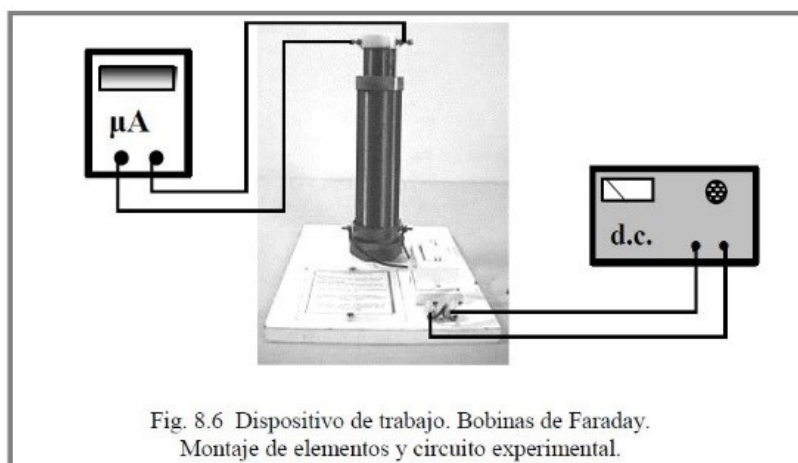 µA
d.c.
Fig. 8.6 Dispositivo de trabajo. Bobinas de Faraday.
Montaje de elementos y circuito experimental.